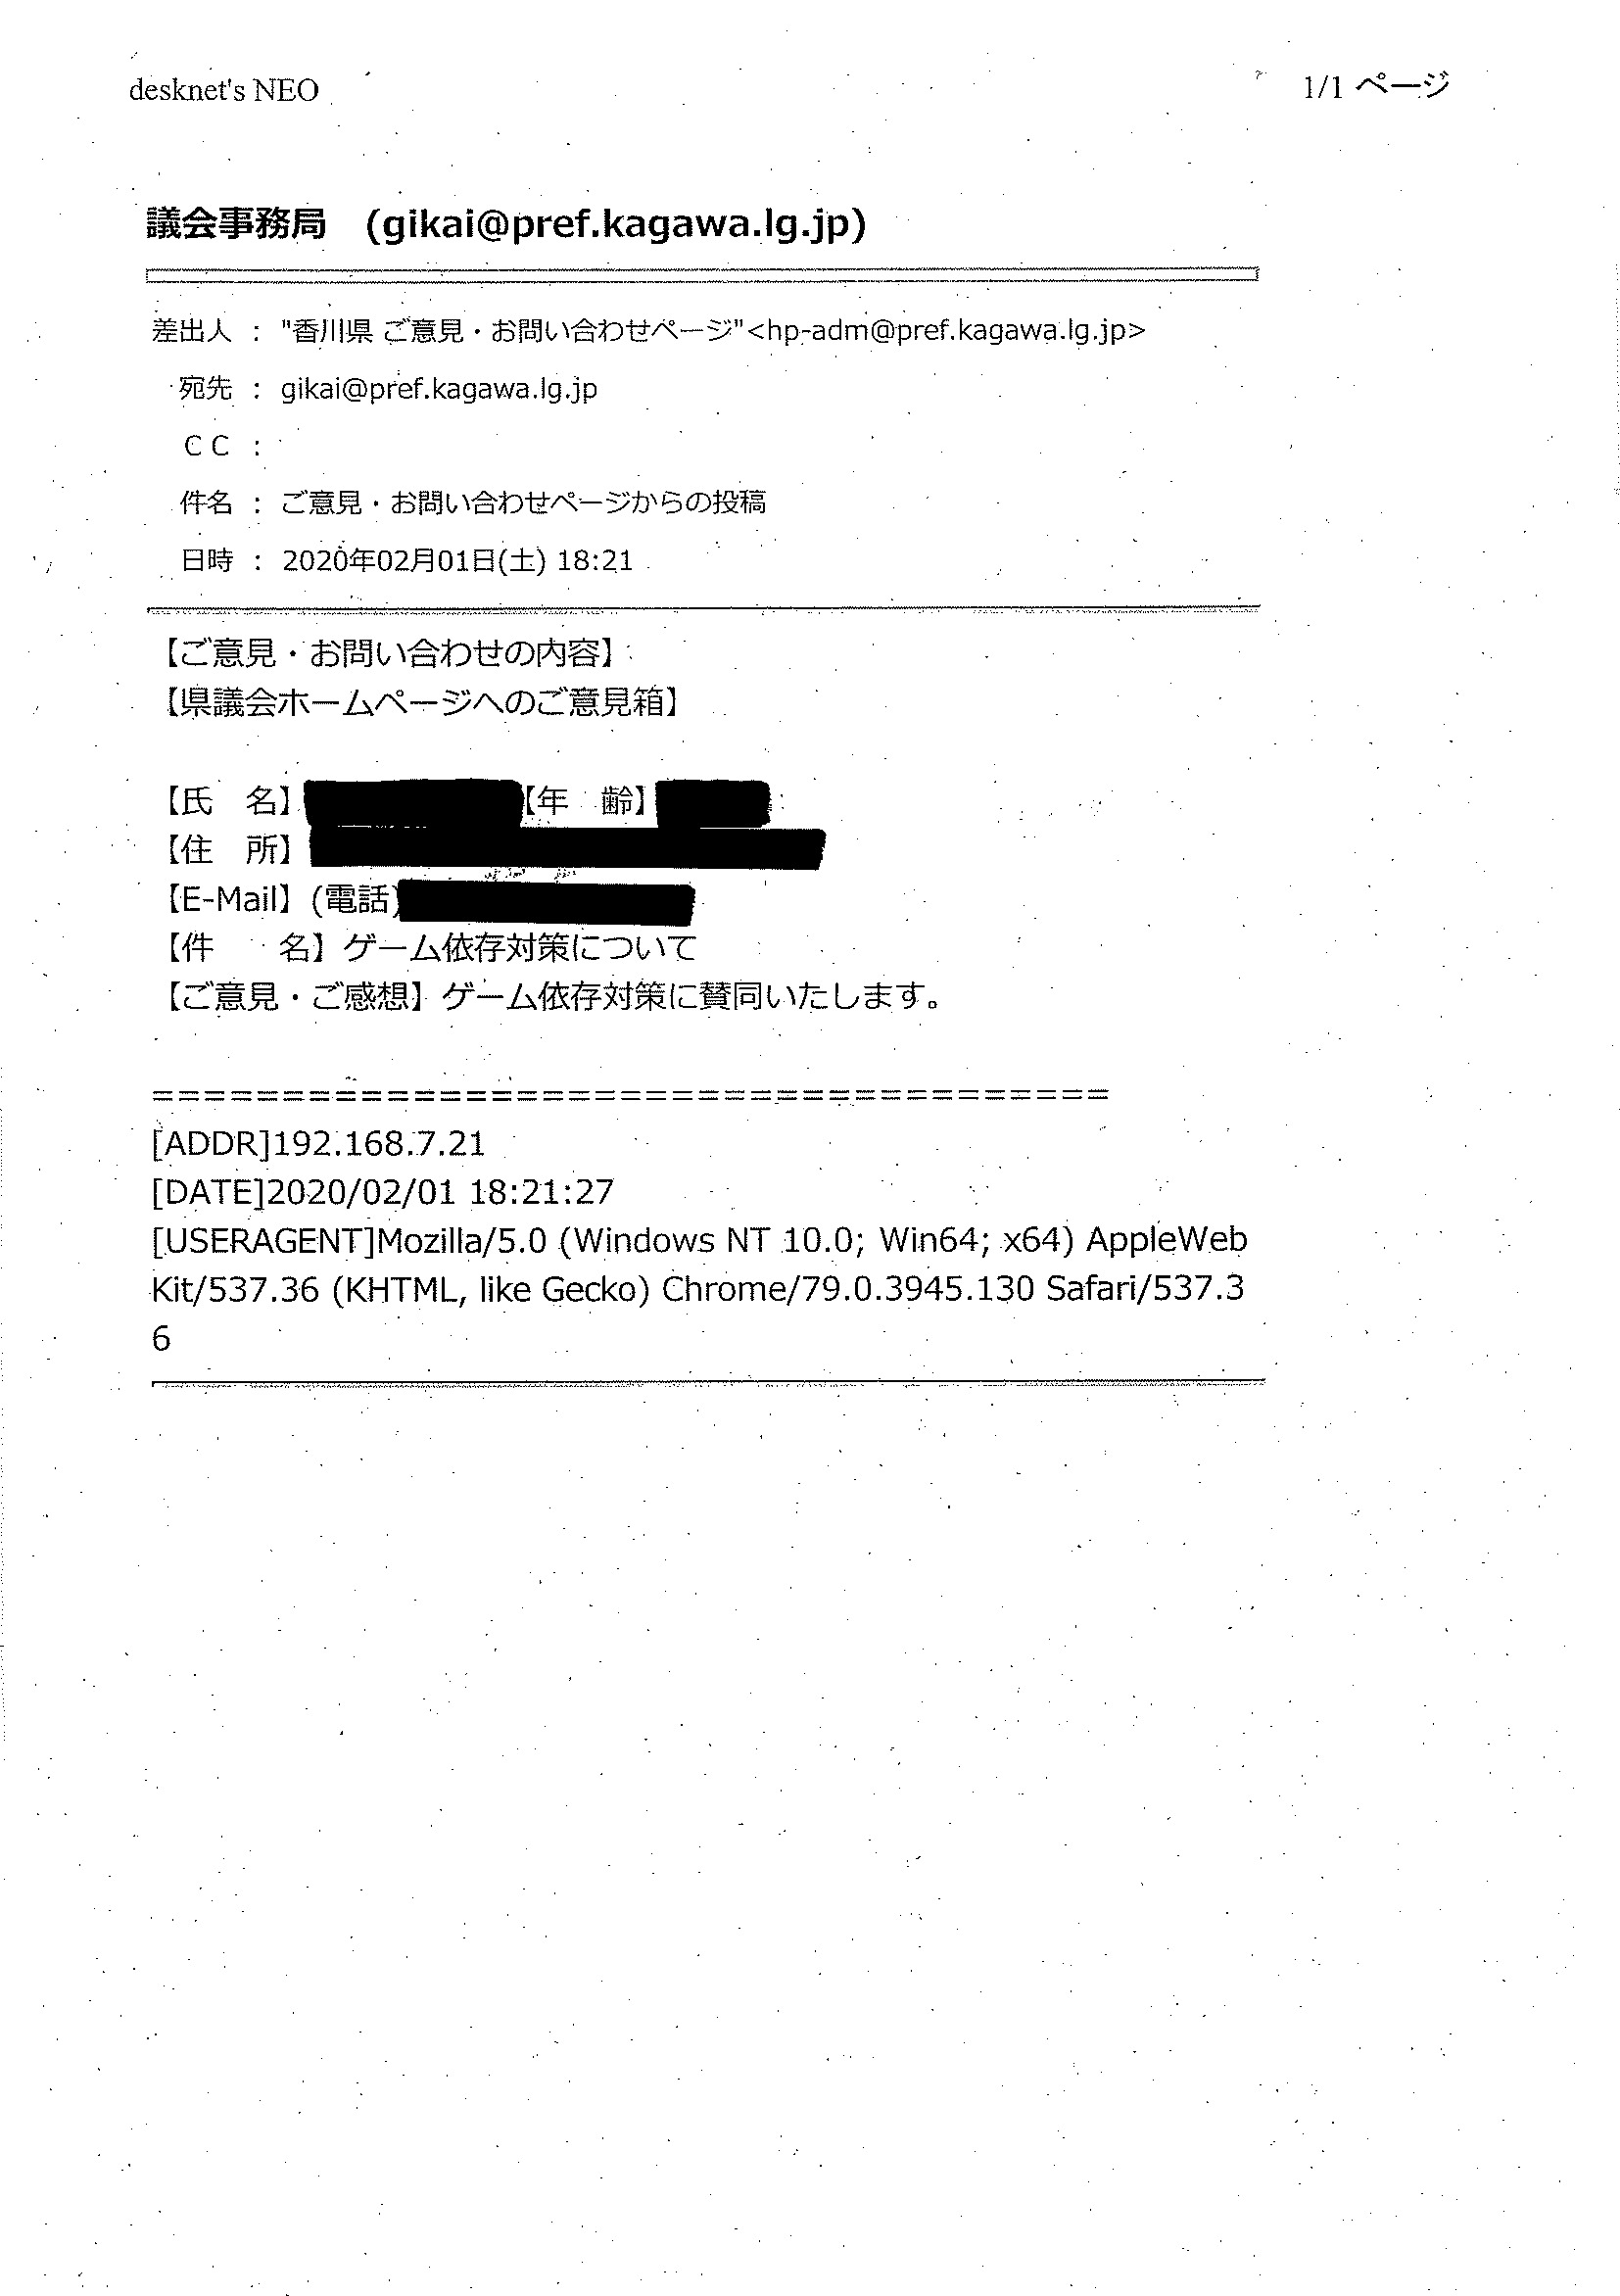 desknet's NEO
1/1 ページ
議会事務局　(gikai@pref.kagawa.lg.jp)
差出人 : "香川県 ご意見・お問い合わせページ"<hp-adm@pref.kagawa.lg.jp>
宛先 : gikai@pref.kagawa.lg.jp
ＣＣ :
件名 : ご意見・お問い合わせページからの投稿
日時 : 2020年02月01日(土) 18:21
【ご意見・お問い合わせの内容】
【県議会ホームページへのご意見箱】
【氏　名】【年　齢】
【住　所】
【E-Mail】(電話)
【件　　名】ゲーム依存対策について
【ご意見・ご感想】ゲーム依存対策に賛同いたします。
=====================================
[ADDR]192.168.7.21
[DATE]2020/02/01 18:21:27
[USERAGENT]Mozilla/5.0 (Windows NT 10.0; Win64; x64) AppleWeb
Kit/537.36 (KHTML, like Gecko) Chrome/79.0.3945.130 Safari/537.3
6